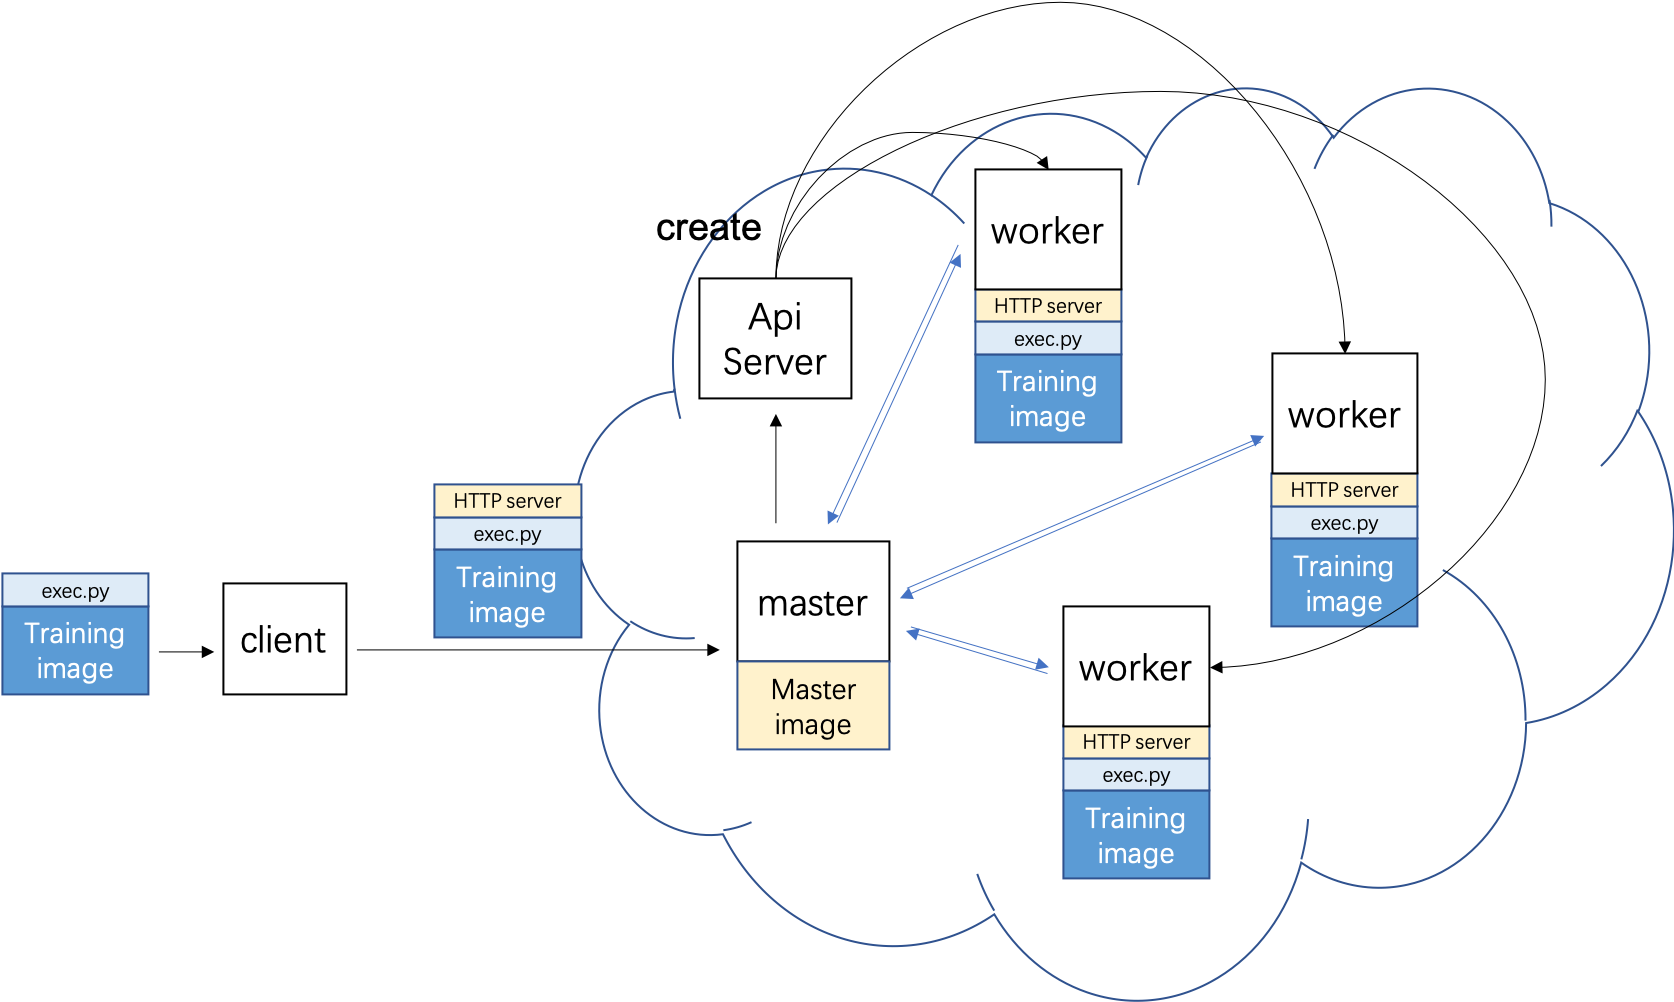 create
Api
Server
worker
HTTP server
exec.py
Training
image
worker
HTTP server
exec.py
Training
image
HTTP server
exec.py
Training
image
exec.py
Training
image
client
master
Master
image
worker
HTTP server
exec.py
Training
image